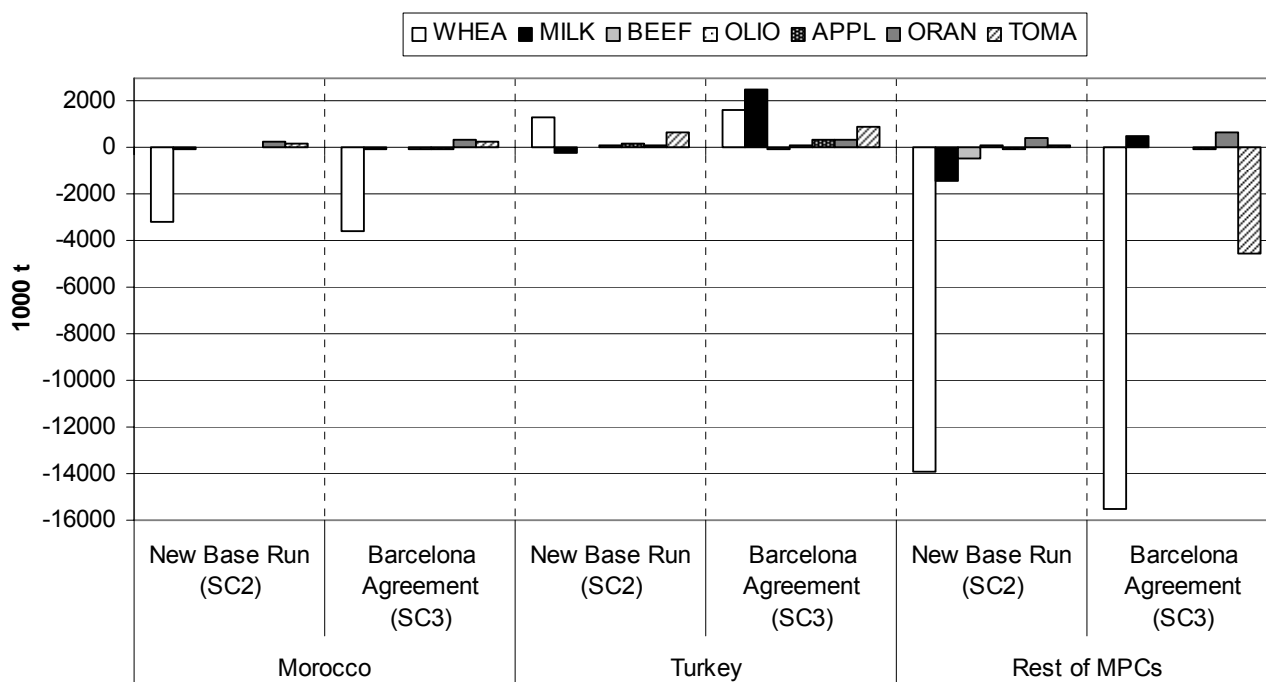 WHEA MILK BEEF OLIO APPL ORAN TOMA
2000
0
-2000
-4000
-6000
-8000
-10000
-12000
-14000
-16000
1000 t
New Base Run
(SC2)
Barcelona
Agreement
(SC3)
New Base Run
(SC2)
Barcelona
Agreement
(SC3)
New Base Run
(SC2)
Barcelona
Agreement
(SC3)
Morocco
Turkey
Rest of MPCs